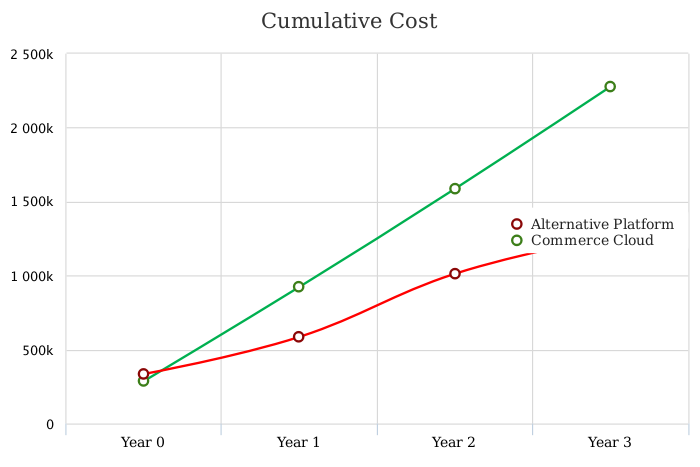 Cumulative Cost
2 500k
2 000k
1 500k
1 000k
500k
0
Alternative Platform
Commerce Cloud
Year 0 Year 1 Year 2 Year 3